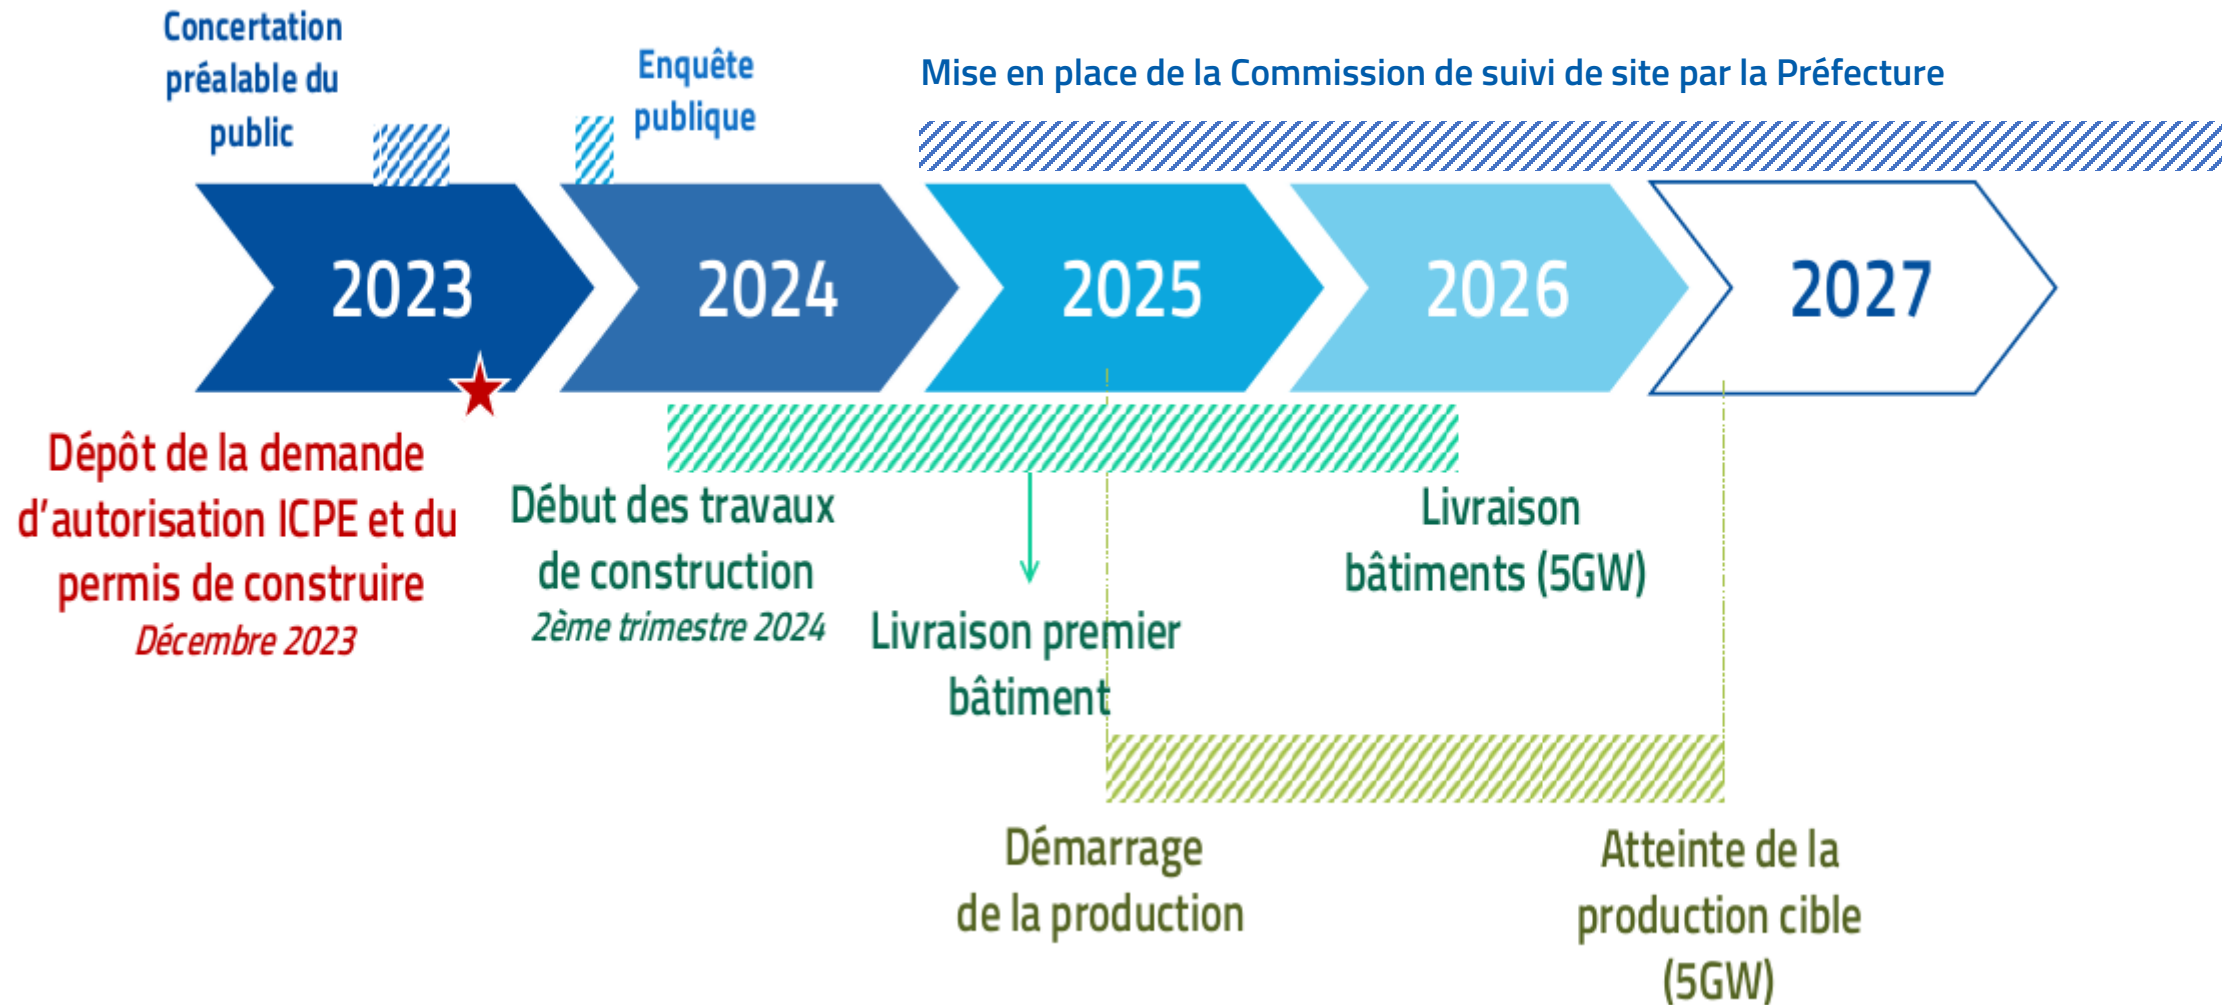 Concertation
préalable du
public
Enquête
publique
Mise en place de la Commission de suivi de site par la Préfecture
2023
2024
2025
2026
2027
Dépôt de la demande
d'autorisation ICPE et du
permis de construire
Décembre 2023
Début des travaux
de construction
2ème trimestre 2024
Livraison premier
bâtiment
Livraison
bâtiments (5GW)
Démarrage
de la production
Atteinte de la
production cible
(5GW)